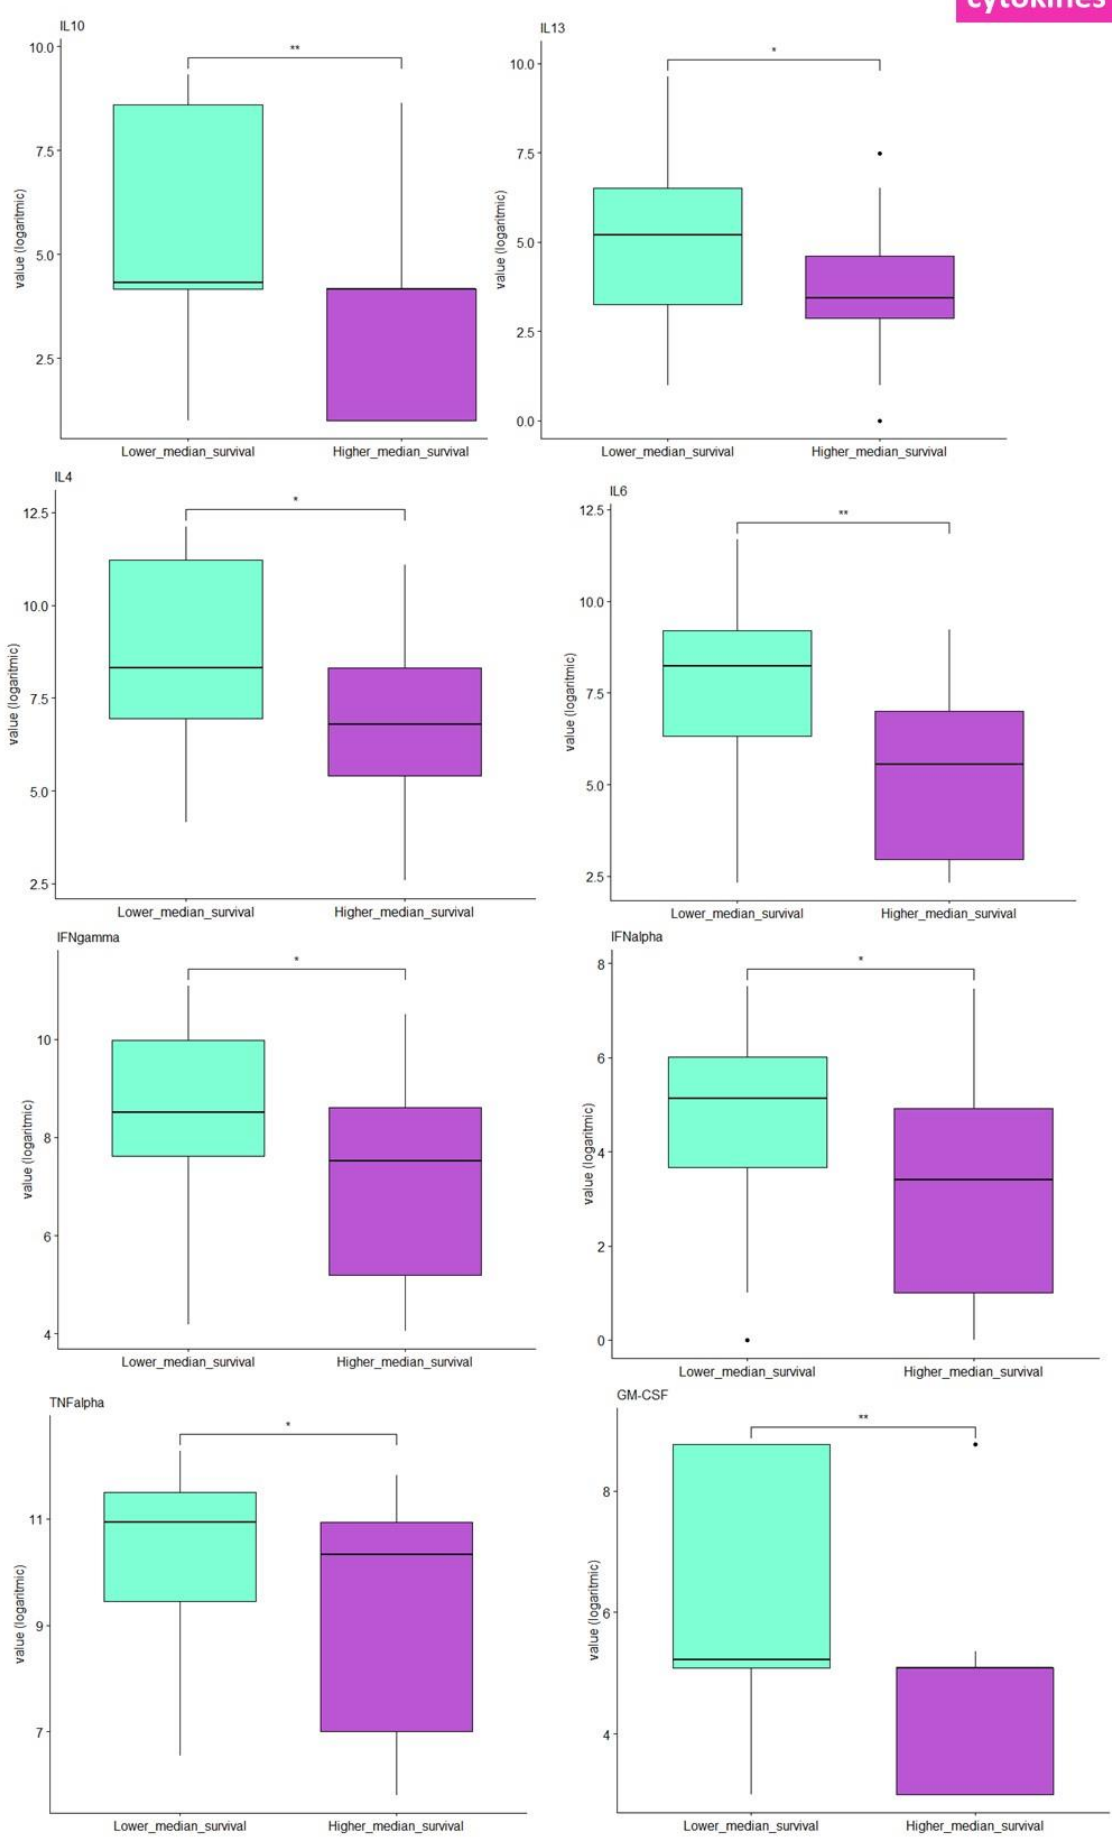 cytokines
IL10
10.0
7.5
5.0
2.5
value (logaritmic)
**
Lower_median_survival
Higher_median_survival
IL13
10.0
7.5
5.0
2.5
0.0
value (logaritmic)
*
Lower_median_survival
Higher_median_survival
IL4
12.5
10.0
7.5
5.0
2.5
value (logaritmic)
*
Lower_median_survival
Higher_median_survival
IL6
12.5
10.0
7.5
5.0
2.5
value (logaritmic)
**
Lower_median_survival
Higher_median_survival
IFNgamma
10
8
6
4
value (logaritmic)
*
Lower_median_survival
Higher_median_survival
IFNalpha
8
6
4
2
0
value (logaritmic)
*
Lower_median_survival
Higher_median_survival
TNFalpha
11
9
7
value (logaritmic)
*
Lower_median_survival
Higher_median_survival
GM-CSF
8
6
4
value (logaritmic)
**
Lower_median_survival
Higher_median_survival